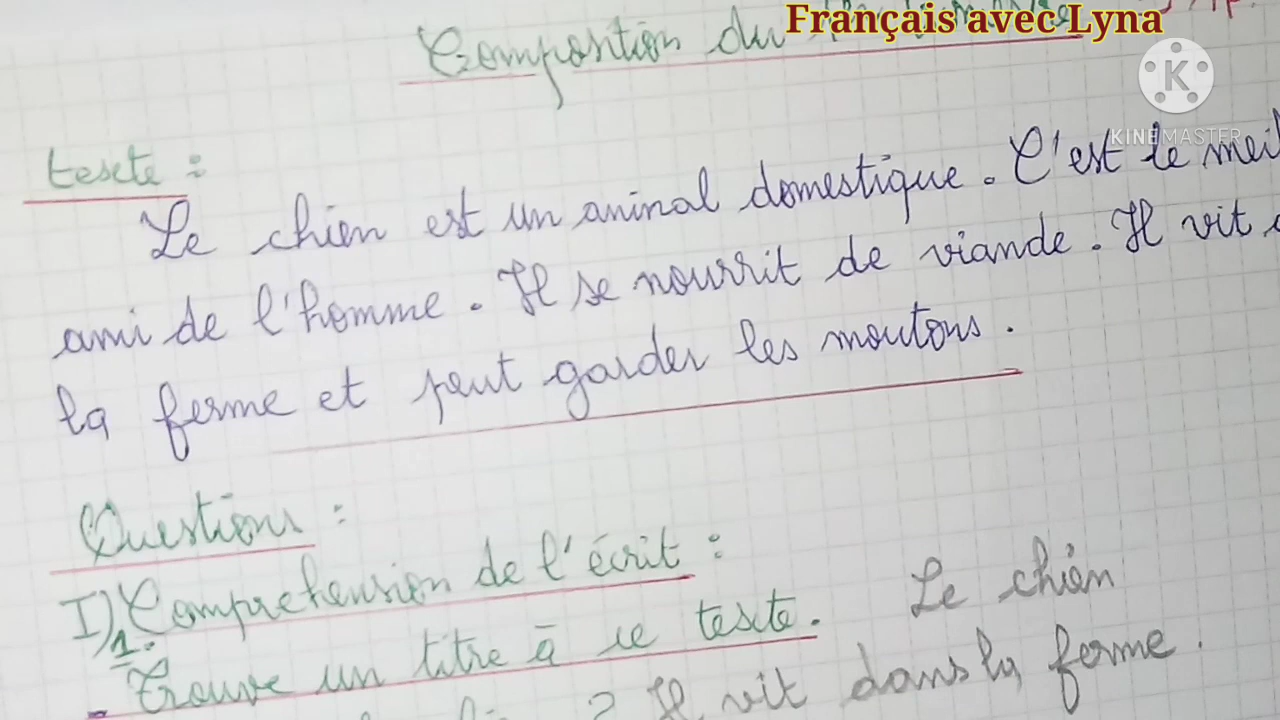 Français avec Lyna
Composition du
KINEMASTER
texte :
Le chien est un animal domestique. C'est le meil
ami de l'homme. Il se nourrit de viande. Il vit
la ferme et peut garder les moutons.
Questions :
I) Compréhension de l'écrit :
1. Trouve un titre à ce texte. Le chien
? Il vit dans la ferme.